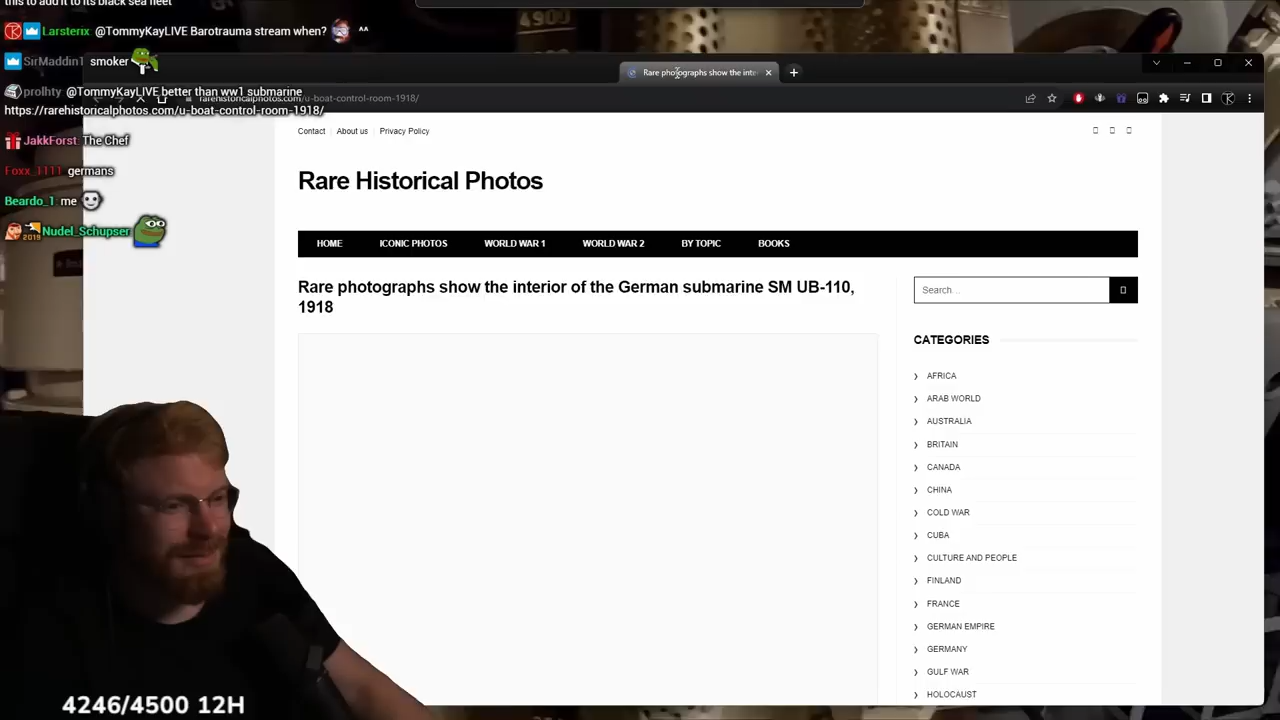 this to add it to its black sea fleet
Larsterix @TommyKayLIVE Barotrauma stream when? ^^
SirMaddin1 smoker
prolhty @TommyKayLIVE better than ww1 submarine
https://rarehistoricalphotos.com/u-boat-control-room-1918/
JakkForst: The Chef
Foxx_1111 germans
Beardo_1: me
2019 Nudel_Schupser
Rare photographs show the inte
rarehistoricalphotos.com/u-boat-control-room-1918/
Contact About us Privacy Policy
Rare Historical Photos
HOME ICONIC PHOTOS WORLD WAR 1 WORLD WAR 2 BY TOPIC BOOKS
Rare photographs show the interior of the German submarine SM UB-110,
1918
Search...
CATEGORIES
AFRICA
ARAB WORLD
AUSTRALIA
BRITAIN
CANADA
CHINA
COLD WAR
CUBA
CULTURE AND PEOPLE
FINLAND
FRANCE
GERMAN EMPIRE
GERMANY
GULF WAR
HOLOCAUST
4246/4500 12H